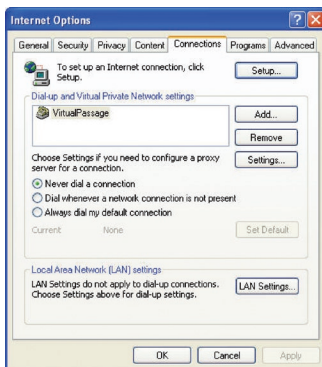 Internet Options
General Security Privacy Content Connections Programs Advanced
To set up an Internet connection, click
Setup.
Setup...
Dial-up and Virtual Private Network settings
VirtualPassage
Add...
Remove
Choose Settings if you need to configure a proxy
server for a connection.
Settings...
Never dial a connection
Dial whenever a network connection is not present
Always dial my default connection
Current None Set Default
Local Area Network (LAN) settings
LAN Settings do not apply to dial-up connections.
Choose Settings above for dial-up settings.
LAN Settings...
OK Cancel Apply